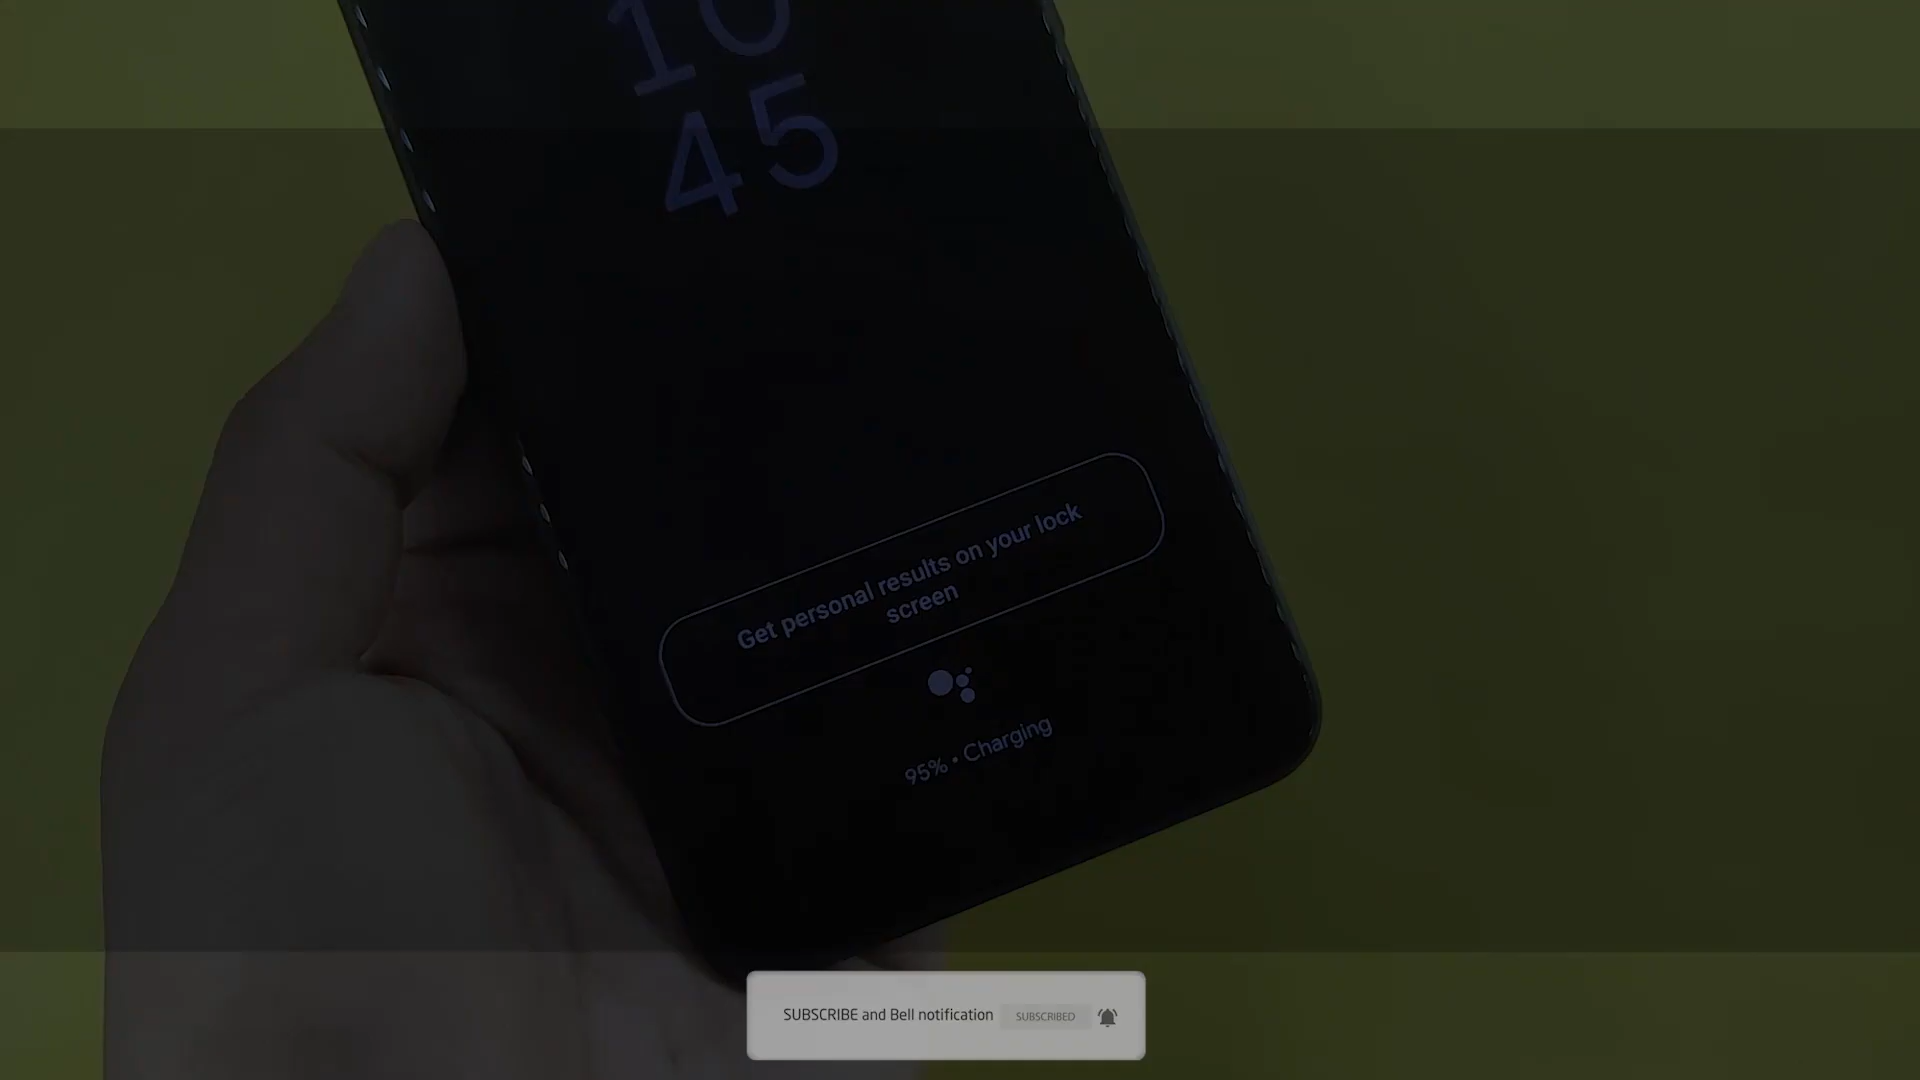 10
45
Get personal results on your lock
screen
95% • Charging
SUBSCRIBE and Bell notification SUBSCRIBED